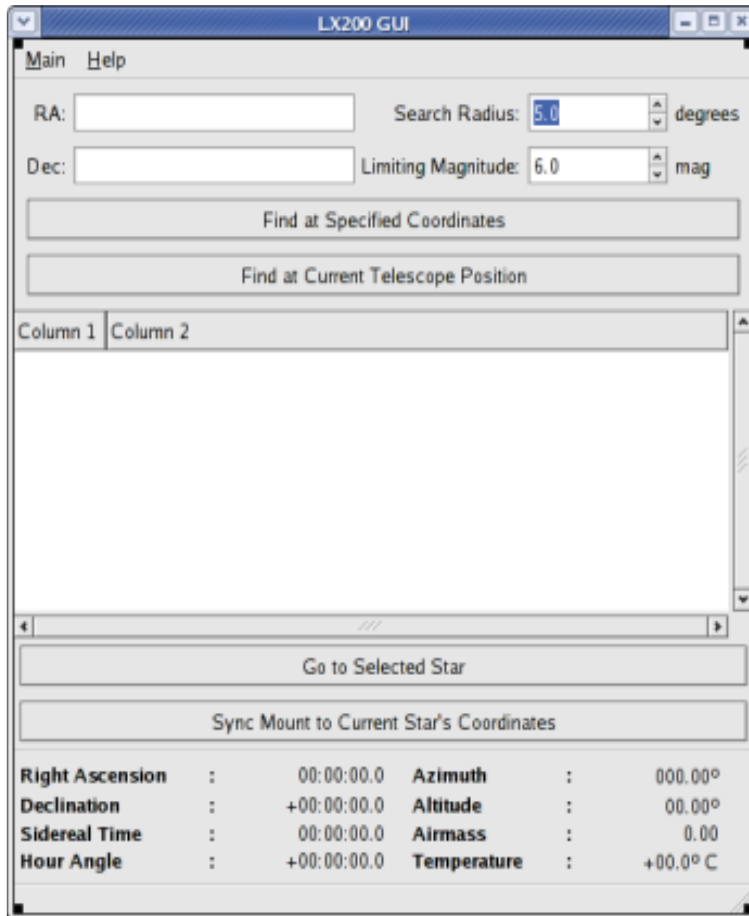 LX200 GUI
Main Help
RA: Search Radius: 5.0 degrees
Dec: Limiting Magnitude: 6.0 mag
Find at Specified Coordinates
Find at Current Telescope Position
Column 1 Column 2
Go to Selected Star
Sync Mount to Current Star's Coordinates
Right Ascension : 00:00:00.0 Azimuth : 000.00º
Declination : +00:00:00.0 Altitude : 00.00º
Sidereal Time : 00:00:00.0 Airmass : 0.00
Hour Angle : +00:00:00.0 Temperature : +00.0º C